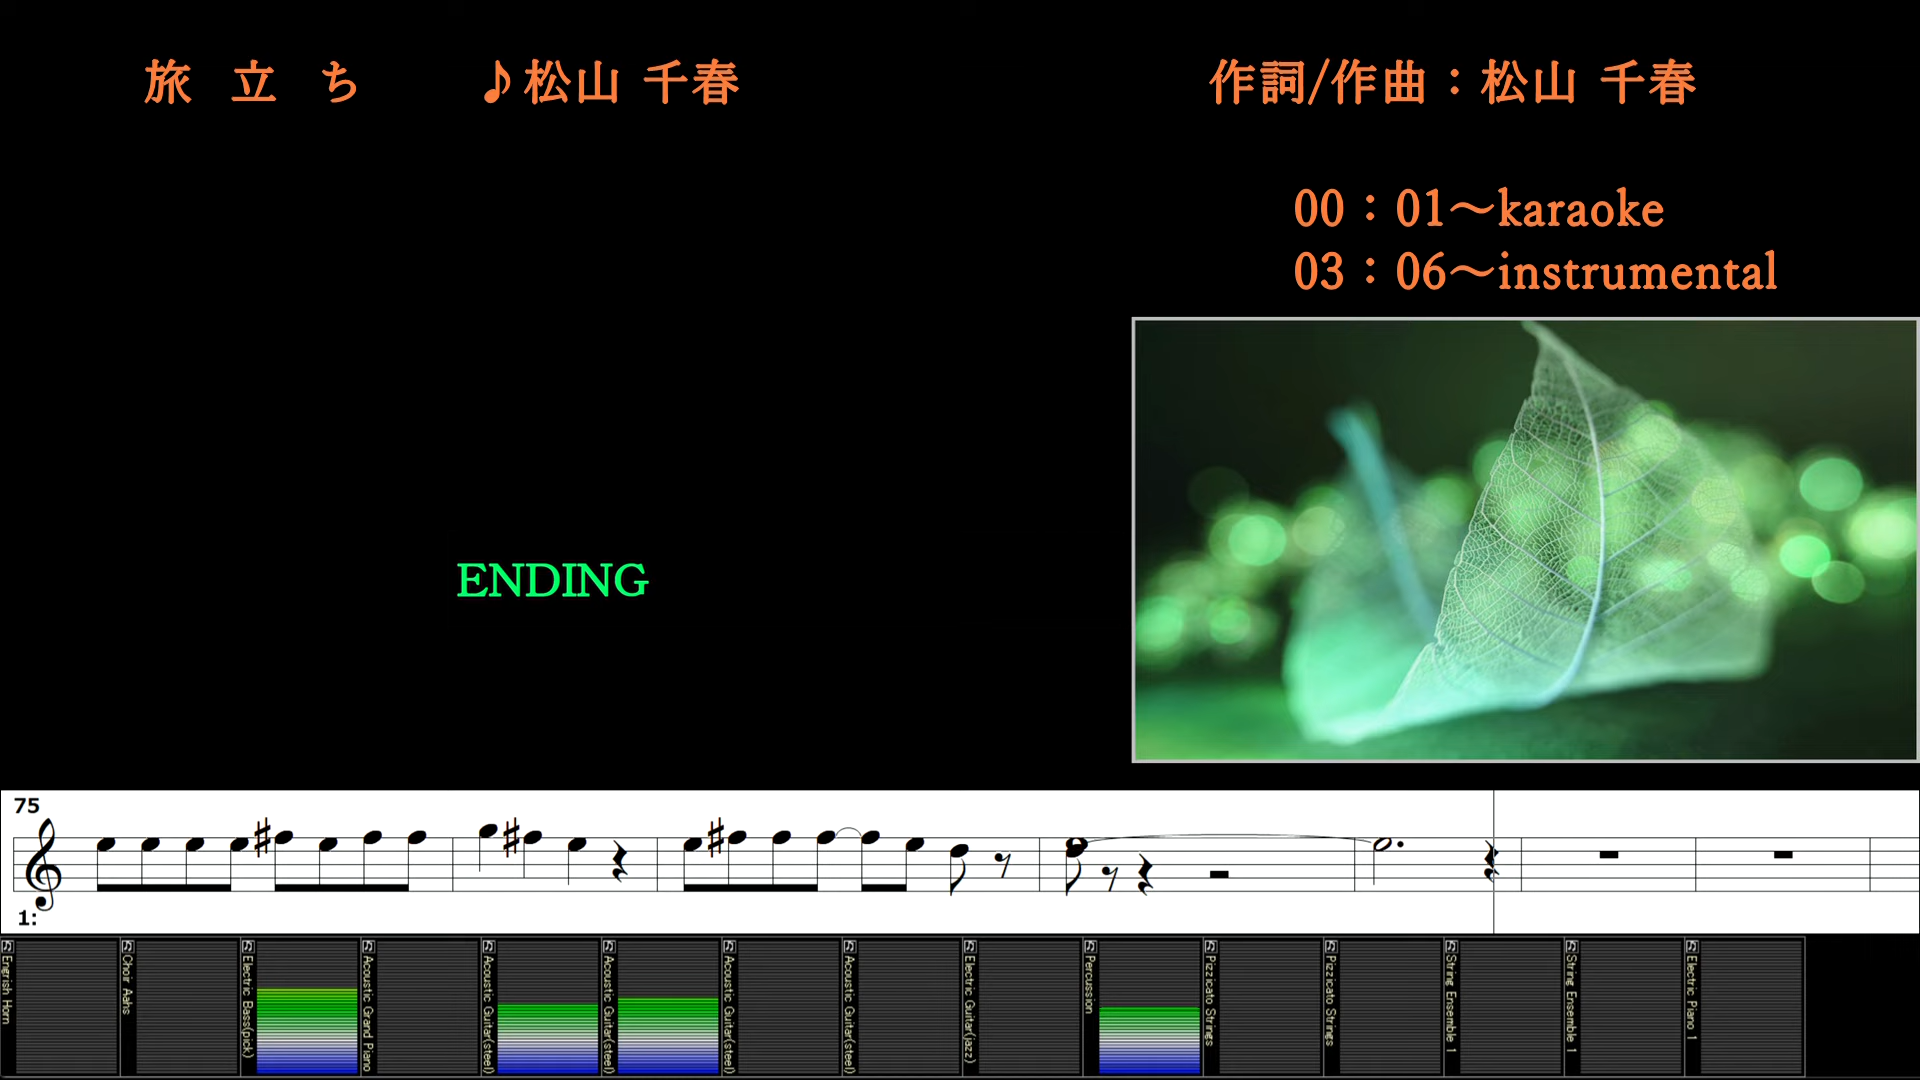 旅 立 ち ♪松山 千春
作詞/作曲：松山 千春
00：01～karaoke
03：06～instrumental
ENDING
75
1:
Engrish Horn
Choir Aahs
Electric Bass(pick)
Acoustic Grand Piano
Acoustic Guitar(steel)
Acoustic Guitar(steel)
Acoustic Guitar(steel)
Acoustic Guitar(steel)
Electric Guitar(jazz)
Percussion
Pizzicato Strings
Pizzicato Strings
String Ensemble 1
String Ensemble 1
Electric Piano 1